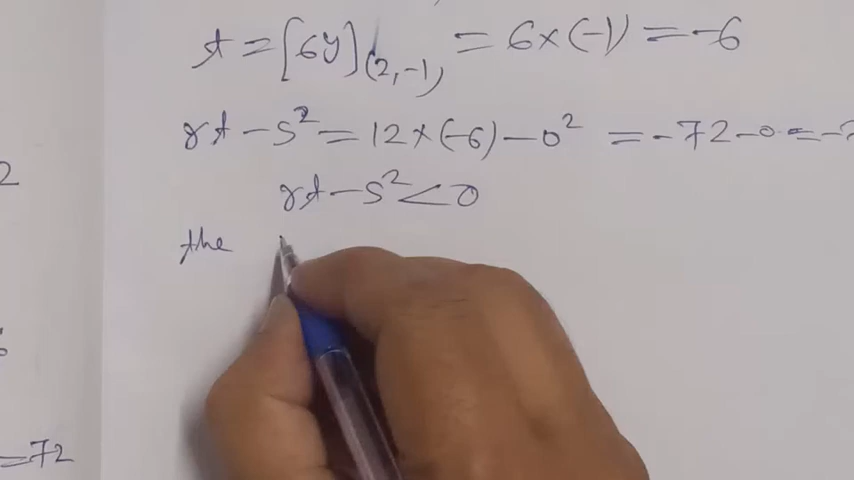 t = [6y](2,-1) = 6×(-1) = -6
2
rt - s² = 12×(-6) - 0² = -72-0 = -7
rt - s² < 0
the
=72